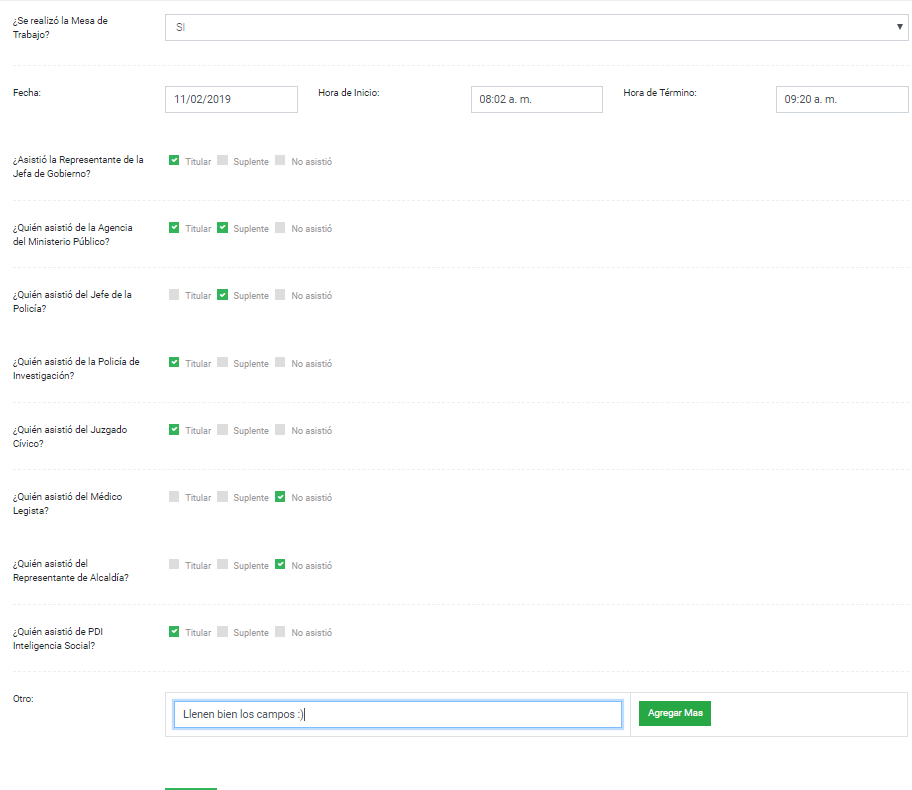 ¿Se realizó la Mesa de
Trabajo?
SI
Fecha:
11/02/2019
Hora de Inicio:
08:02 a. m.
Hora de Término:
09:20 a. m.
¿Asistió la Representante de la
Jefa de Gobierno?
Titular Suplente No asistió
¿Quién asistió de la Agencia
del Ministerio Público?
Titular Suplente No asistió
¿Quién asistió del Jefe de la
Policía?
Titular Suplente No asistió
¿Quién asistió de la Policía de
Investigación?
Titular Suplente No asistió
¿Quién asistió del Juzgado
Cívico?
Titular Suplente No asistió
¿Quién asistió del Médico
Legista?
Titular Suplente No asistió
¿Quién asistió del
Representante de Alcaldía?
Titular Suplente No asistió
¿Quién asistió de PDI
Inteligencia Social?
Titular Suplente No asistió
Otro:
Llenen bien los campos :)
Agregar Mas